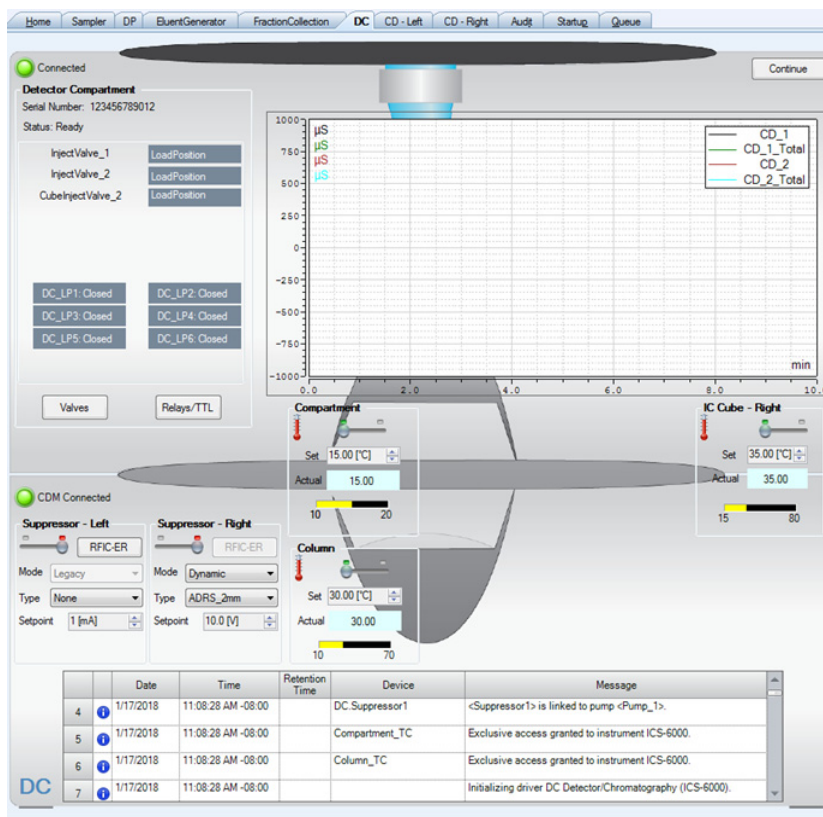 Home Sampler DP EluentGenerator FractionCollection DC CD - Left CD - Right Audit Startup Queue
Connected
Continue
Detector Compartment
Serial Number: 123456789012
Status: Ready
InjectValve_1 LoadPosition
InjectValve_2 LoadPosition
CubeInjectValve_2 LoadPosition
DC_LP1: Closed DC_LP2: Closed
DC_LP3: Closed DC_LP4: Closed
DC_LP5: Closed DC_LP6: Closed
Valves Relays/TTL
1000
750
500
250
0
-250
-500
-750
-1000
µS
µS
µS
µS
CD_1
CD_1_Total
CD_2
CD_2_Total
min
0.0 2.0 4.0 6.0 8.0 10.
Compartment
Set 15.00 [°C]
Actual 15.00
10 20
IC Cube - Right
Set 35.00 [°C]
Actual 35.00
15 80
CDM Connected
Suppressor - Left
RFIC-ER
Mode Legacy
Type None
Setpoint 1 [mA]
Suppressor - Right
RFIC-ER
Mode Dynamic
Type ADRS_2mm
Setpoint 10.0 [V]
Column
Set 30.00 [°C]
Actual 30.00
10 70
Date Time Retention Time Device Message
4 1/17/2018 11:08:28 AM -08:00 DC.Suppressor1 <Suppressor1> is linked to pump <Pump_1>.
5 1/17/2018 11:08:28 AM -08:00 Compartment_TC Exclusive access granted to instrument ICS-6000.
6 1/17/2018 11:08:28 AM -08:00 Column_TC Exclusive access granted to instrument ICS-6000.
7 1/17/2018 11:08:28 AM -08:00 Initializing driver DC Detector/Chromatography (ICS-6000).
DC